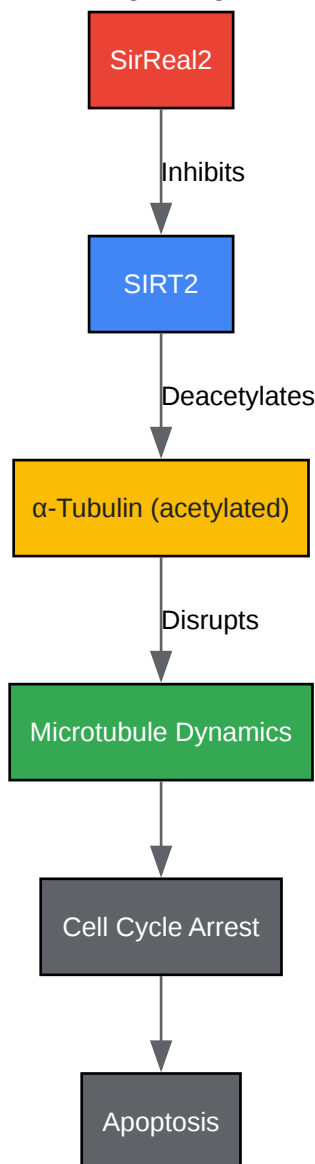 SirReal2
Inhibits
SIRT2
Deacetylates
α-Tubulin (acetylated)
Disrupts
Microtubule Dynamics
Cell Cycle Arrest
Apoptosis